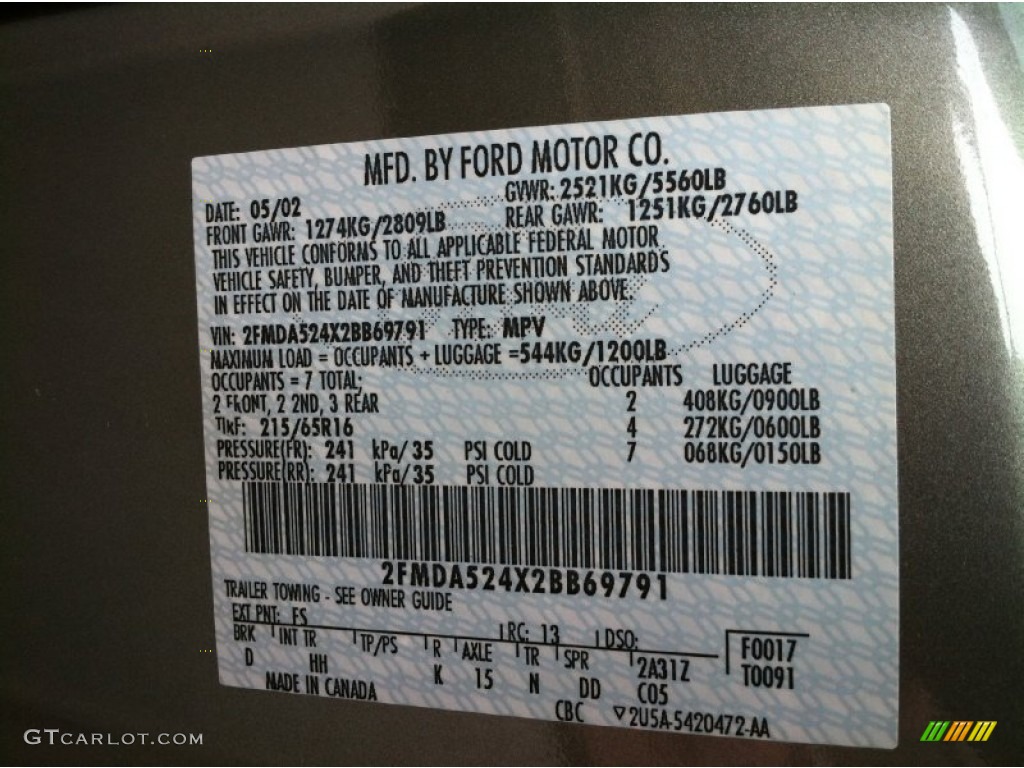 MFD. BY FORD MOTOR CO.
DATE: 05/02 GVWR: 2521KG/5560LB
FRONT GAWR: 1274KG/2809LB REAR GAWR: 1251KG/2760LB
THIS VEHICLE CONFORMS TO ALL APPLICABLE FEDERAL MOTOR
VEHICLE SAFETY, BUMPER, AND THEFT PREVENTION STANDARDS
IN EFFECT ON THE DATE OF MANUFACTURE SHOWN ABOVE.
VIN: 2FMDA524X2BB69791 TYPE: MPV
MAXIMUM LOAD = OCCUPANTS + LUGGAGE =544KG/1200LB
OCCUPANTS = 7 TOTAL; OCCUPANTS LUGGAGE
2 FRONT, 2 2ND, 3 REAR 2 408KG/0900LB
TIRE: 215/65R16 4 272KG/0600LB
PRESSURE(FR): 241 kPa/ 35 PSI COLD 7 068KG/0150LB
PRESSURE(RR): 241 kPa/ 35 PSI COLD
2FMDA524X2BB69791
TRAILER TOWING - SEE OWNER GUIDE
EXT PNT: FS RC: 13 DSO: F0017
BRK INT TR TP/PS R AXLE TR SPR 2A31Z T0091
D HH K 15 N DD C05
MADE IN CANADA CBC ▽2U5A-5420472-AA
GTCARLOT.COM